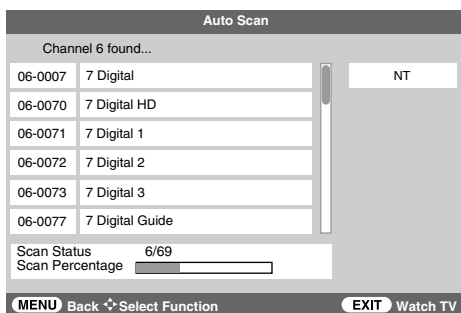 Auto Scan
Channel 6 found...
06-0007 7 Digital NT
06-0070 7 Digital HD
06-0071 7 Digital 1
06-0072 7 Digital 2
06-0073 7 Digital 3
06-0077 7 Digital Guide
Scan Status 6/69
Scan Percentage
MENU Back Select Function EXIT Watch TV